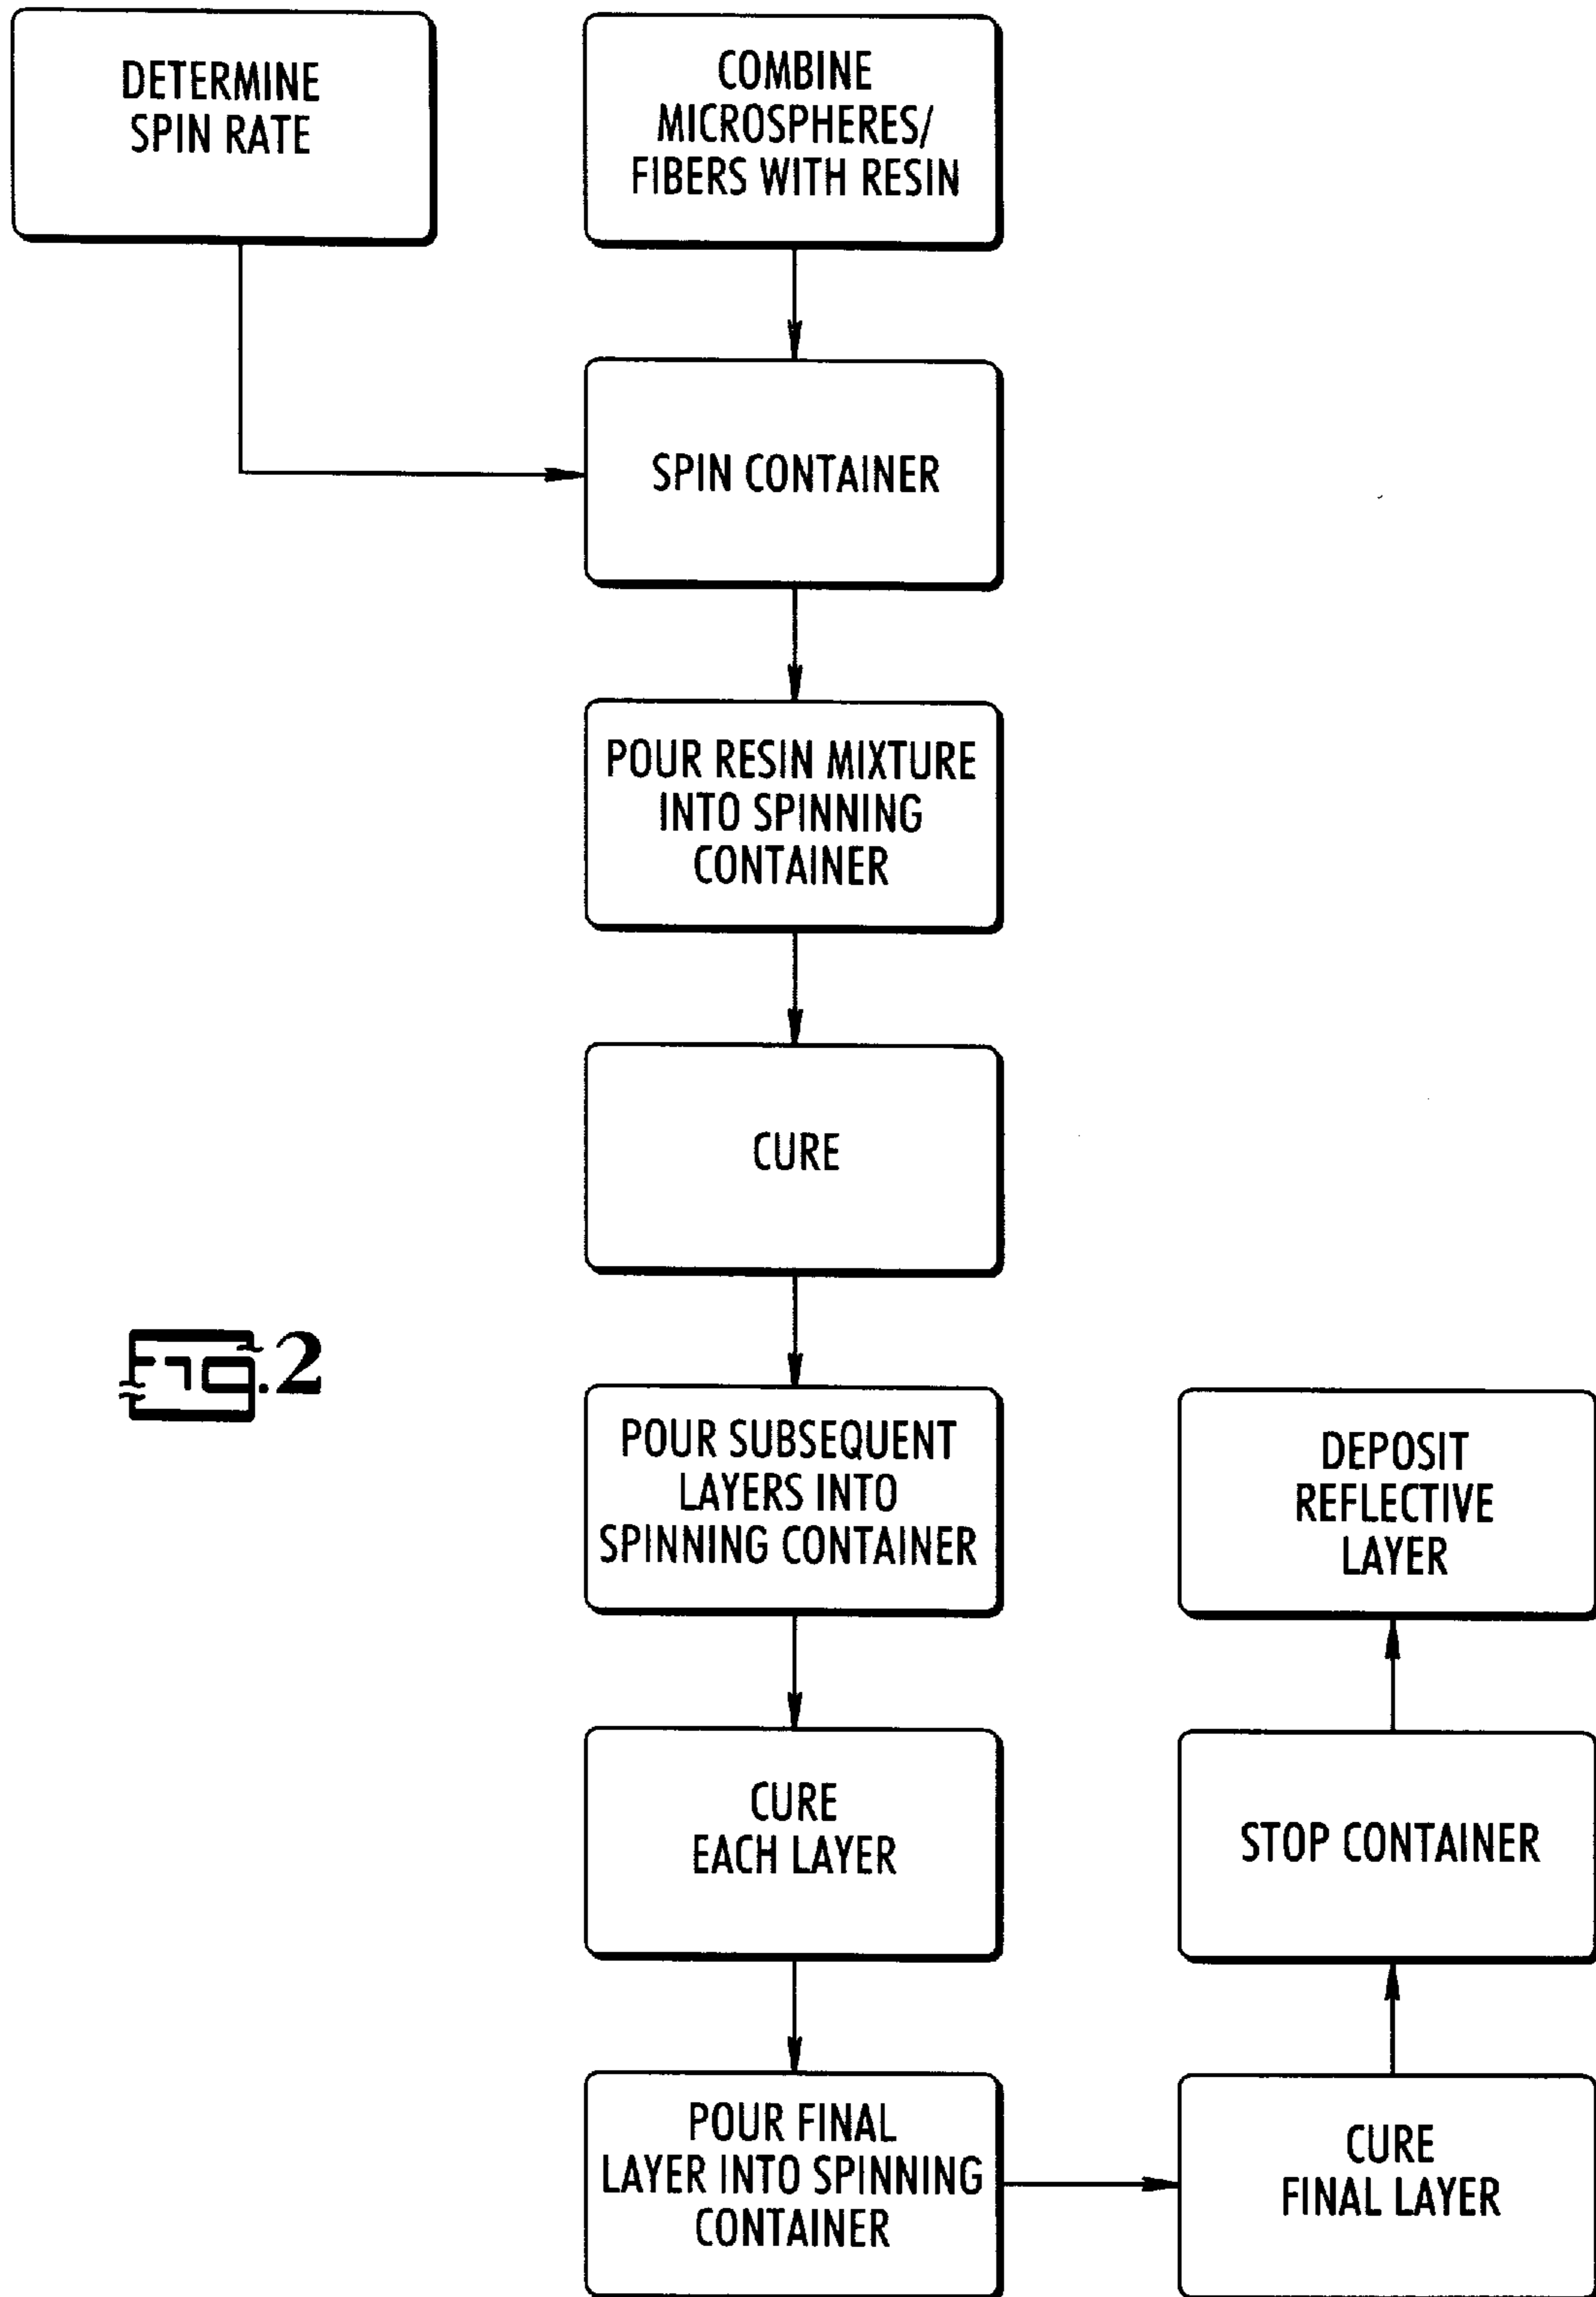 DETERMINE
SPIN RATE
COMBINE
MICROSPHERES/
FIBERS WITH RESIN
SPIN CONTAINER
POUR RESIN MIXTURE
INTO SPINNING
CONTAINER
CURE
POUR SUBSEQUENT
LAYERS INTO
SPINNING CONTAINER
CURE
EACH LAYER
POUR FINAL
LAYER INTO SPINNING
CONTAINER
CURE
FINAL LAYER
STOP CONTAINER
DEPOSIT
REFLECTIVE
LAYER
Fig.2